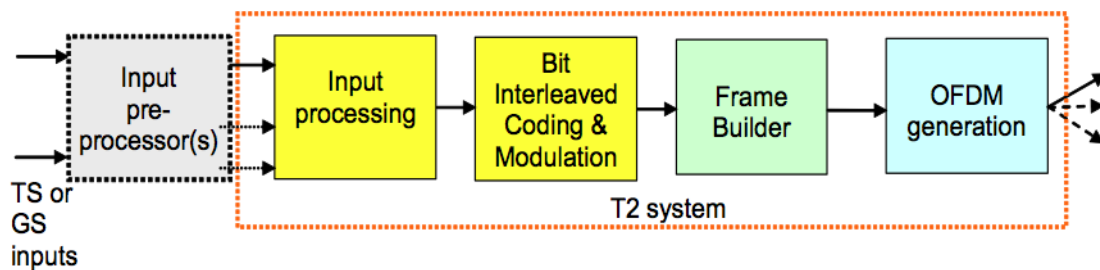 Input
pre-
processor(s)
Input
processing
Bit
Interleaved
Coding &
Modulation
Frame
Builder
OFDM
generation
TS or
GS
inputs
T2 system